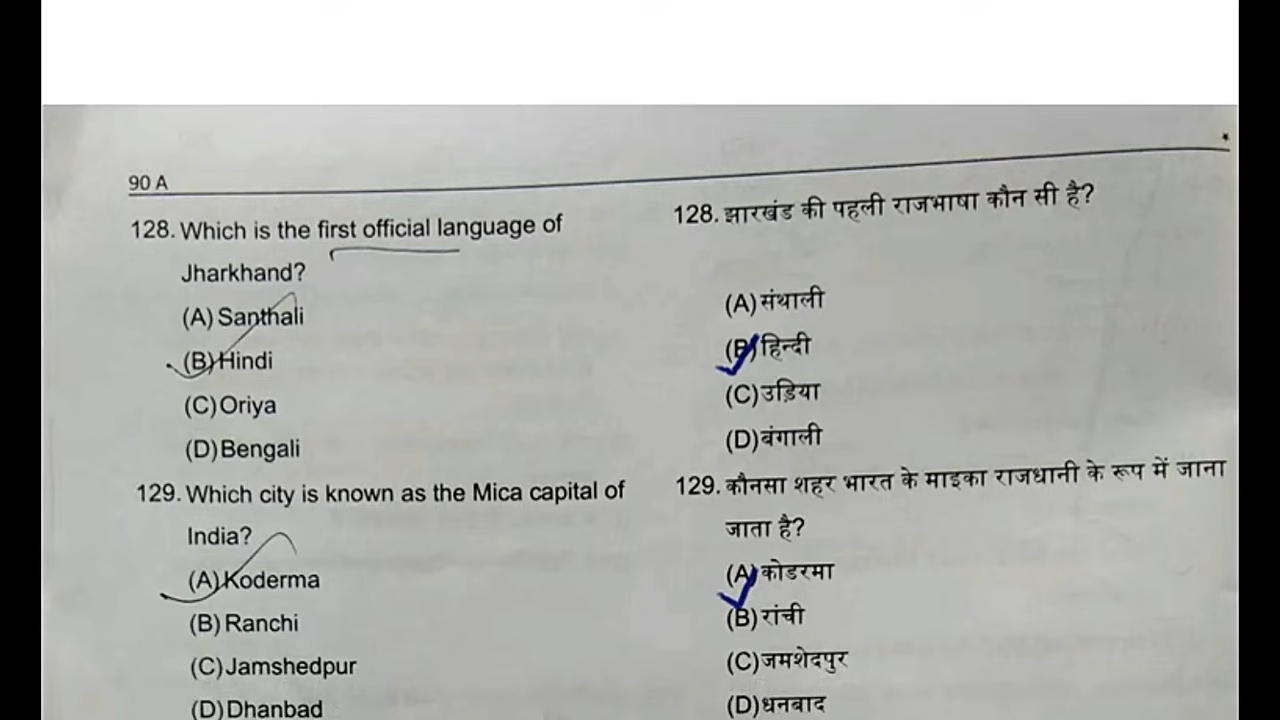 90 A
128. Which is the first official language of
Jharkhand?
(A) Santhali
(B) Hindi
(C) Oriya
(D) Bengali
129. Which city is known as the Mica capital of
India?
(A) Koderma
(B) Ranchi
(C) Jamshedpur
(D) Dhanbad
128. झारखंड की पहली राजभाषा कौन सी है?
(A) संथाली
(B) हिन्दी
(C) उड़िया
(D) बंगाली
129. कौनसा शहर भारत के माइका राजधानी के रूप में जाना
जाता है?
(A) कोडरमा
(B) रांची
(C) जमशेदपुर
(D) धनबाद